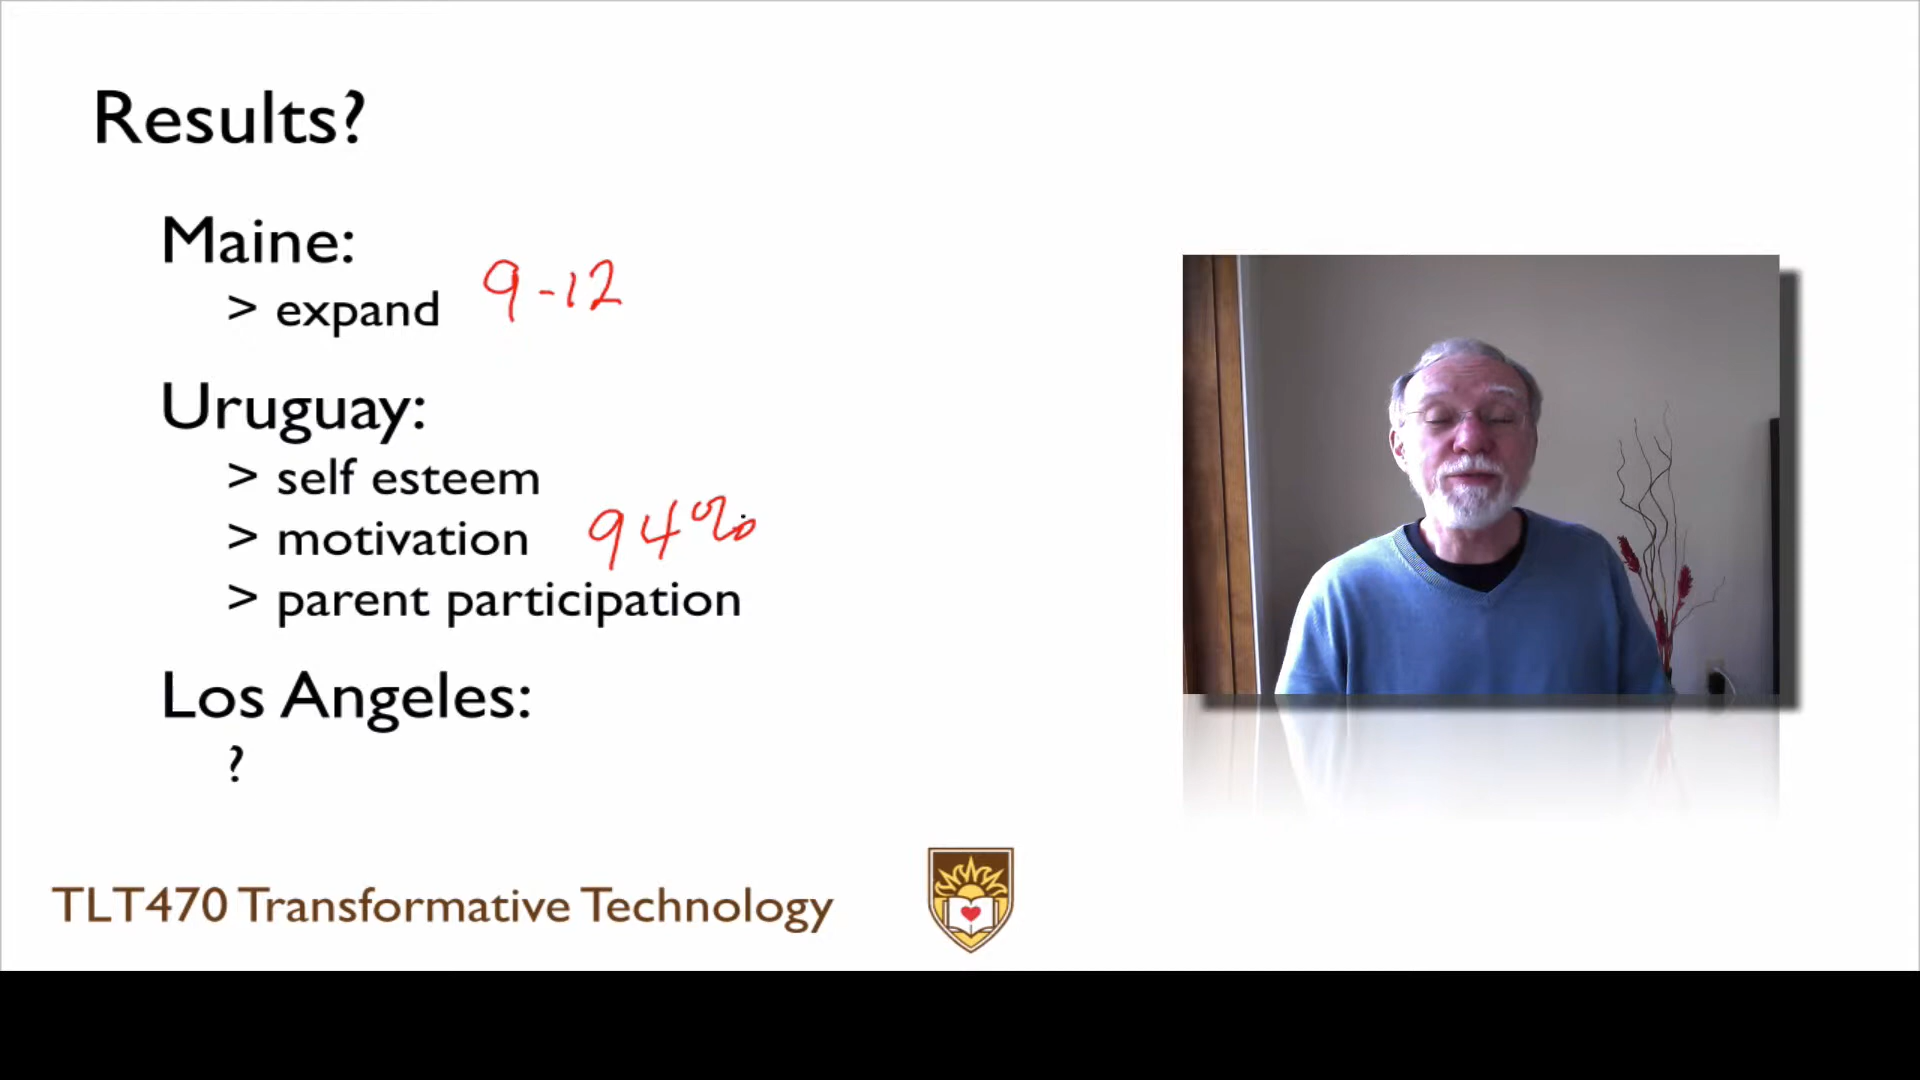 Results?
Maine:
> expand 9-12
Uruguay:
> self esteem
> motivation 94%
> parent participation
Los Angeles:
?
TLT470 Transformative Technology